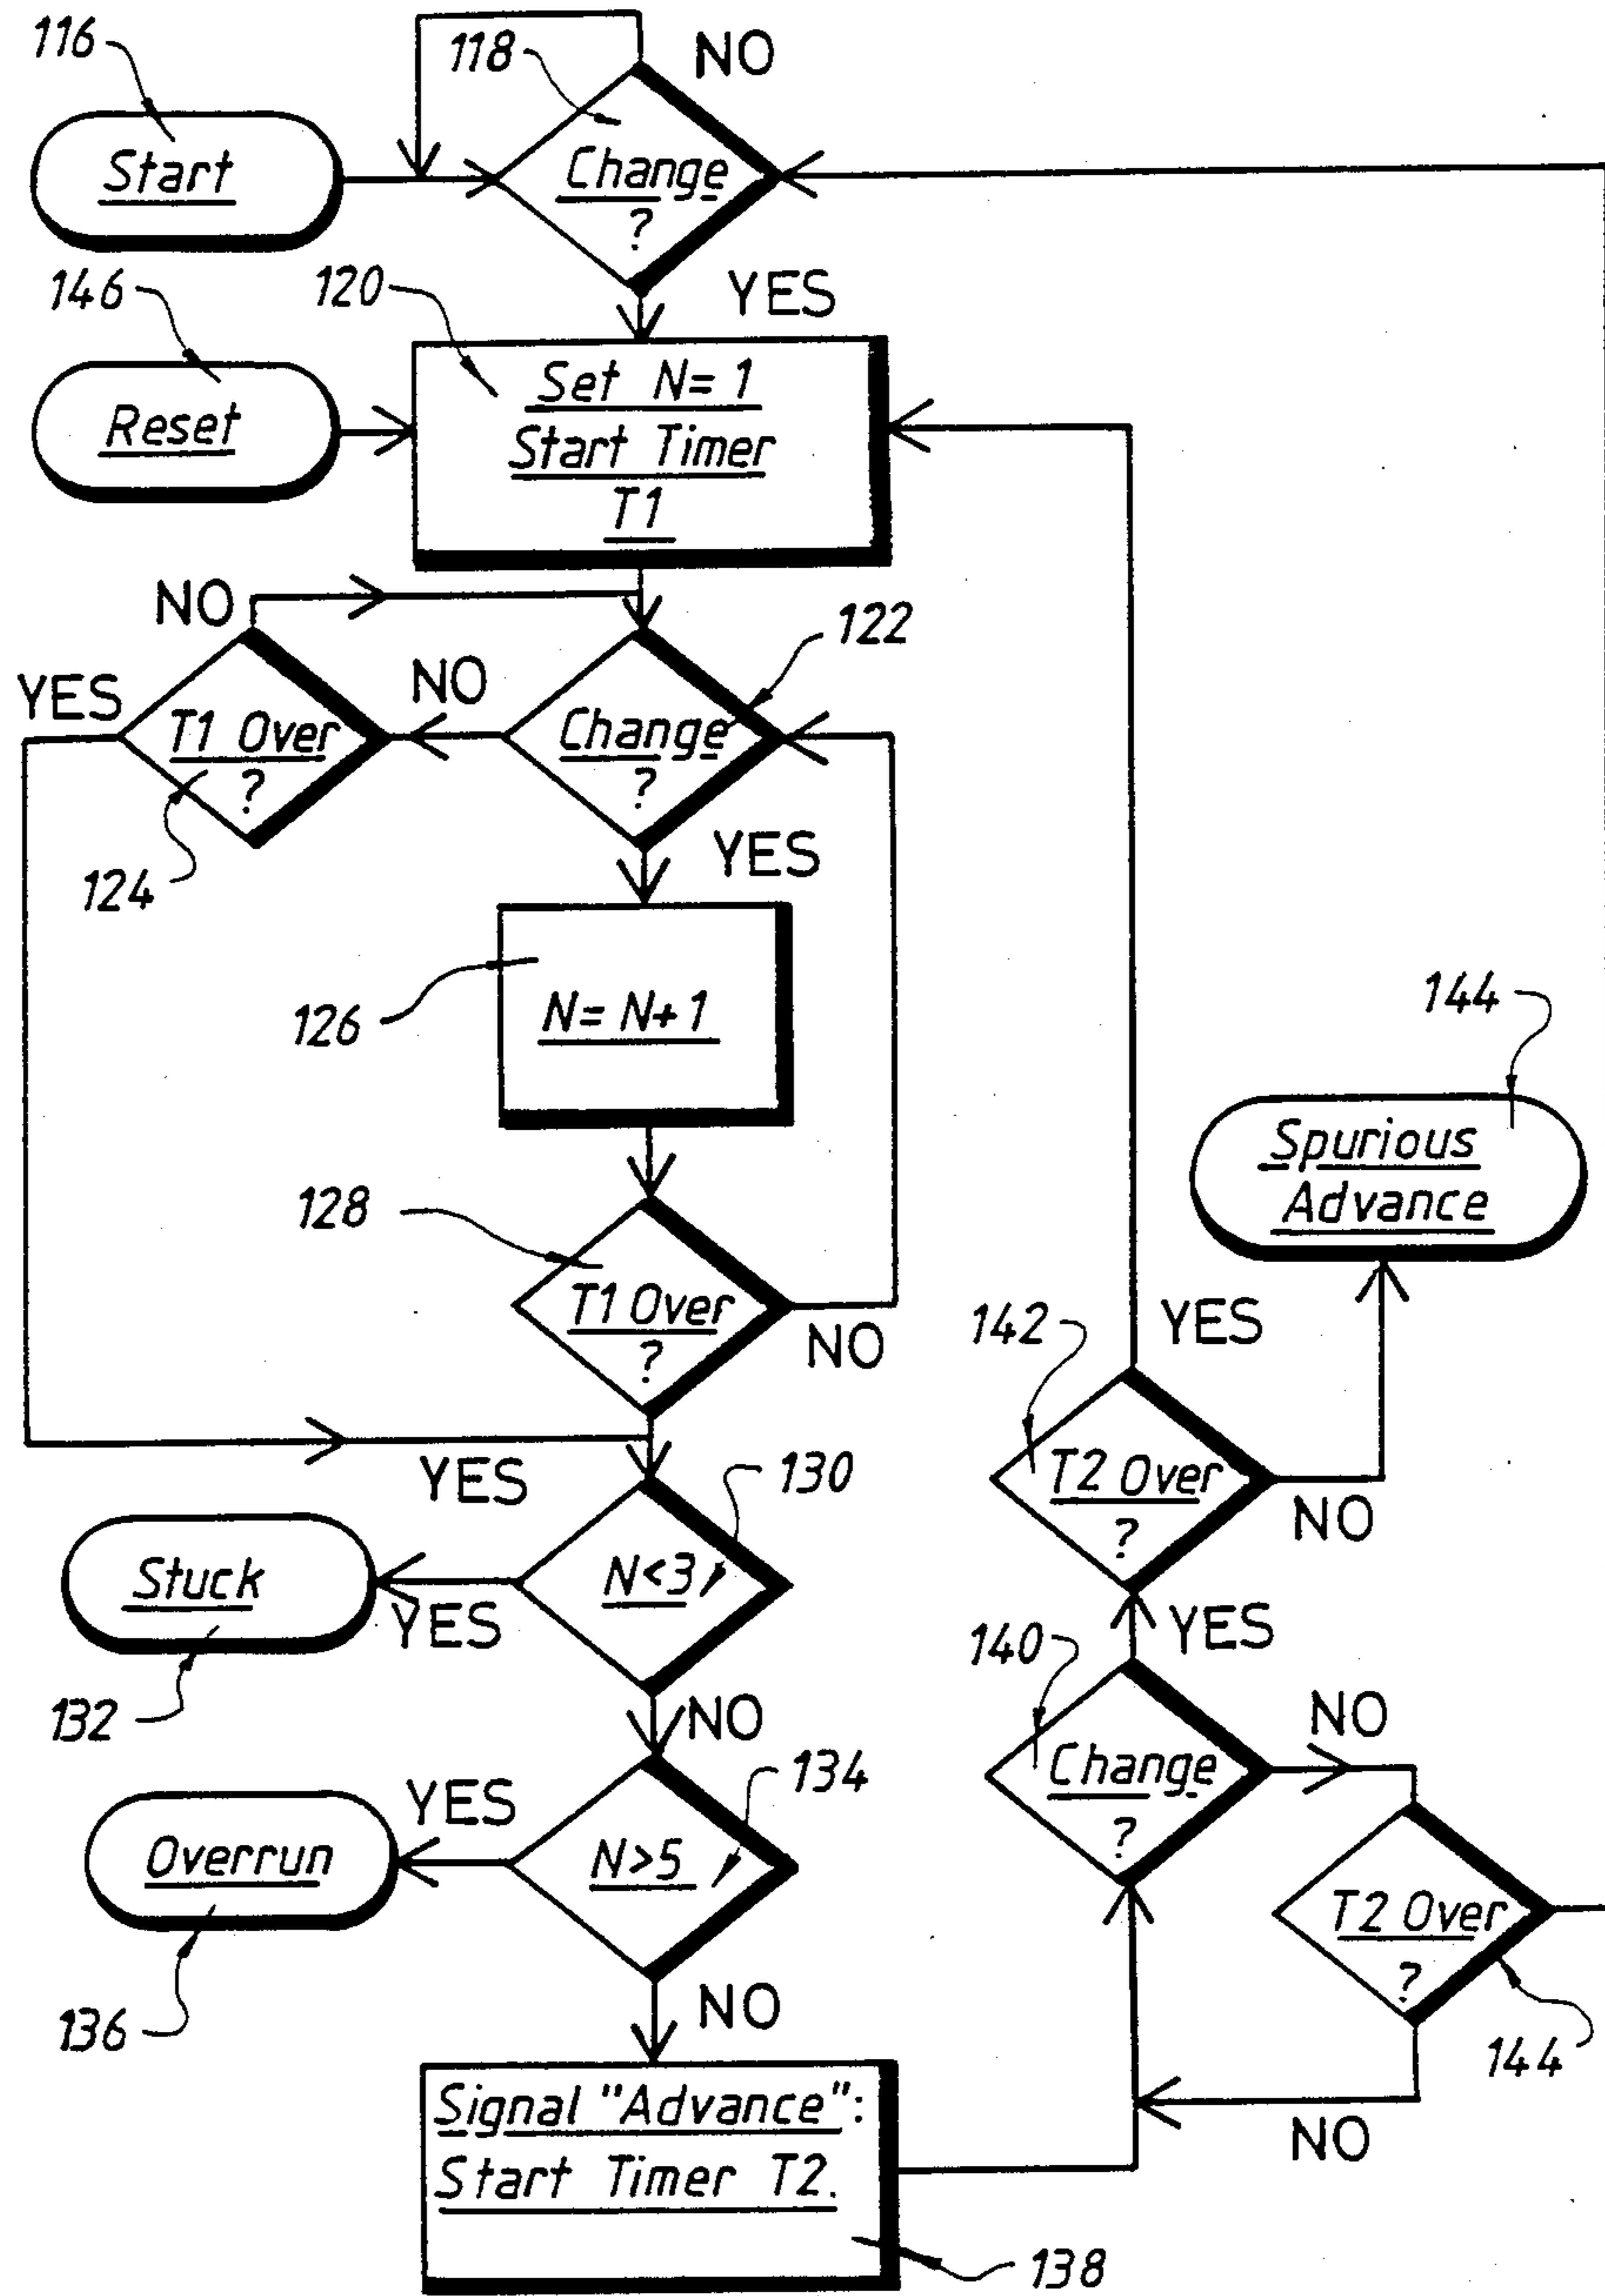 116
118
NO
Start
Change
?
146
120
YES
Reset
Set N= 1
Start Timer
T1
NO
122
YES
NO
T1 Over
?
Change
?
124
YES
126
N= N+1
144
Spurious
Advance
128
T1 Over
?
NO
142
YES
YES
T2 Over
?
NO
130
Stuck
N<3
YES
132
NO
140
YES
NO
Change
?
134
YES
Overrun
N>5
T2 Over
?
136
NO
144
NO
Signal "Advance":
Start Timer T2.
138